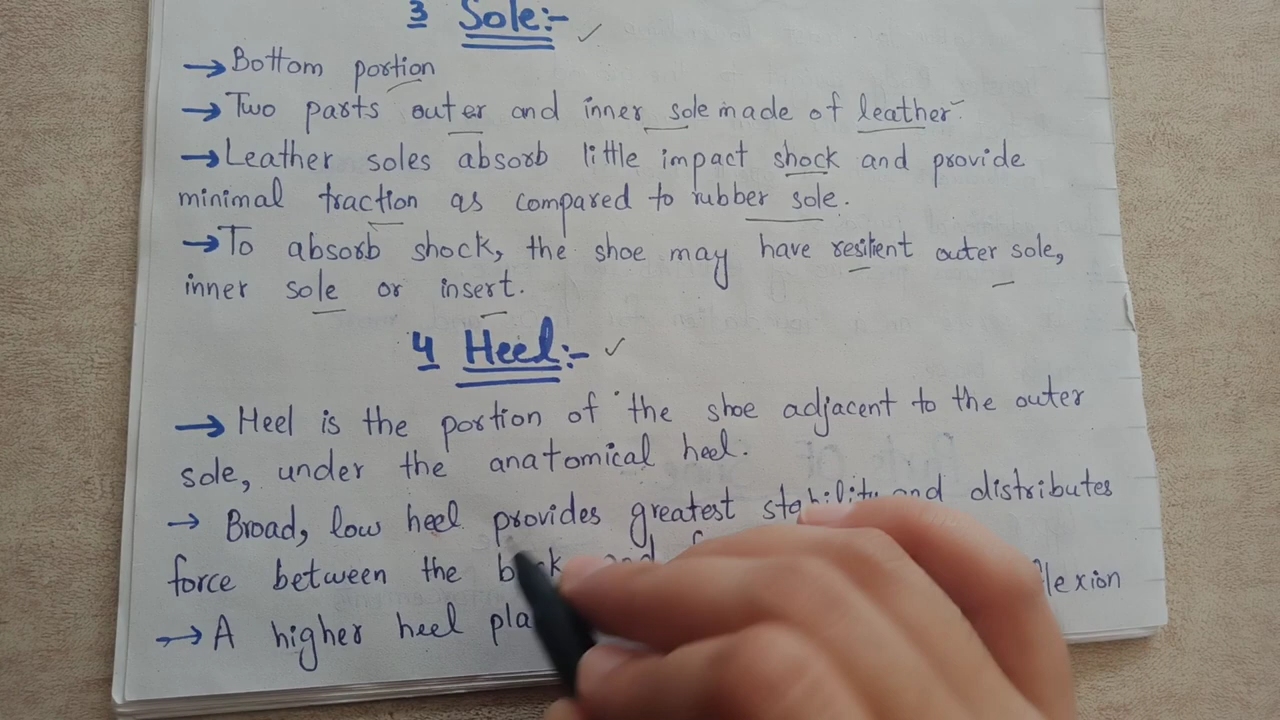 3 Sole:-
→ Bottom portion
→ Two parts outer and inner sole made of leather
→ Leather soles absorb little impact shock and provide
minimal traction as compared to rubber sole.
→ To absorb shock, the shoe may have resilient outer sole,
inner sole or insert.
4 Heel:-
→ Heel is the portion of the shoe adjacent to the outer
sole, under the anatomical heel.
→ Broad, low heel provides greatest stability and distributes
force between the back and
→ A higher heel